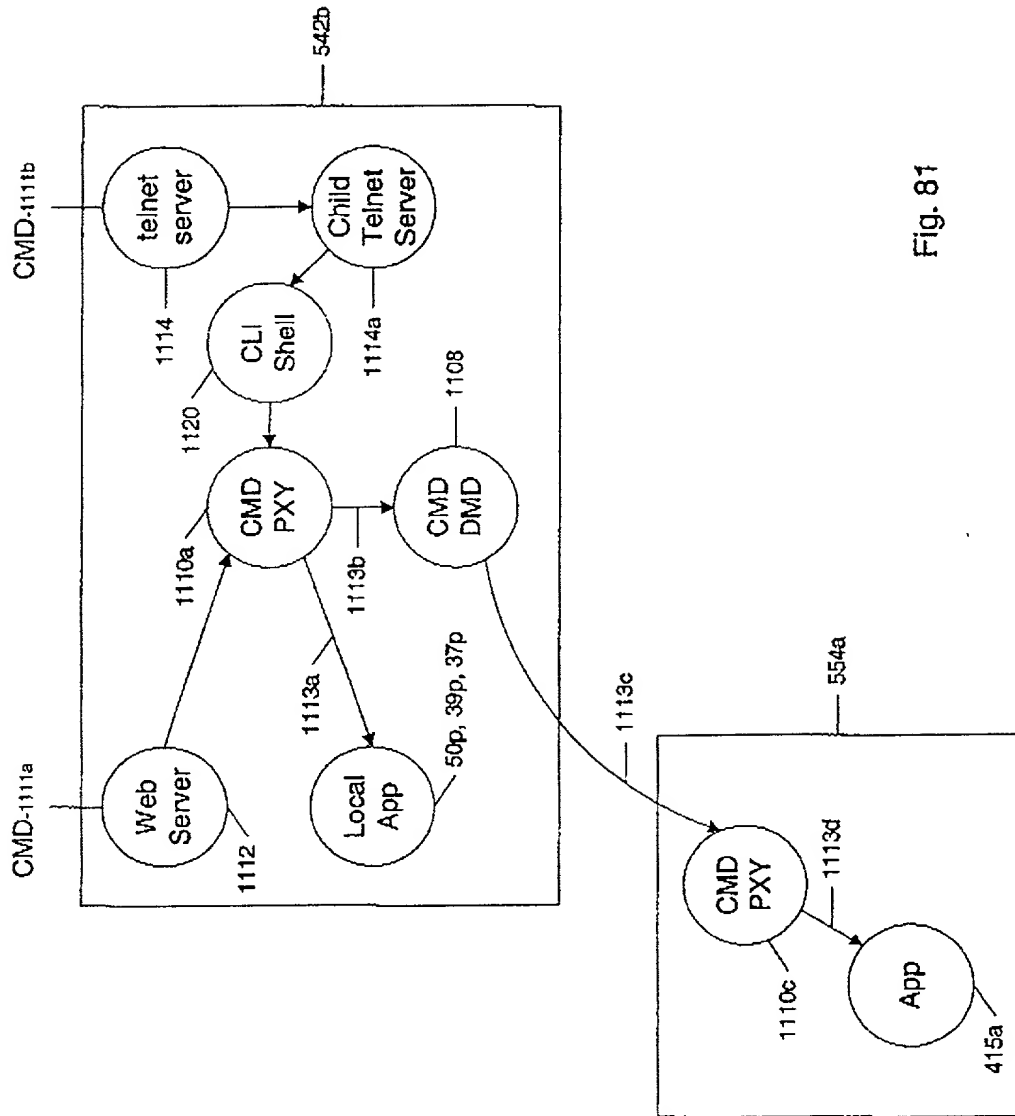 CMD-1111a
CMD-1111b
Web
Server
1112
telnet
server
1114
Child
Telnet
Server
1114a
CLI
Shell
1120
CMD
PXY
1110a
1113a
1113b
Local
App
50p, 39p, 37p
CMD
DMD
1108
542b
1113c
CMD
PXY
1110c
1113d
App
415a
554a
Fig. 81